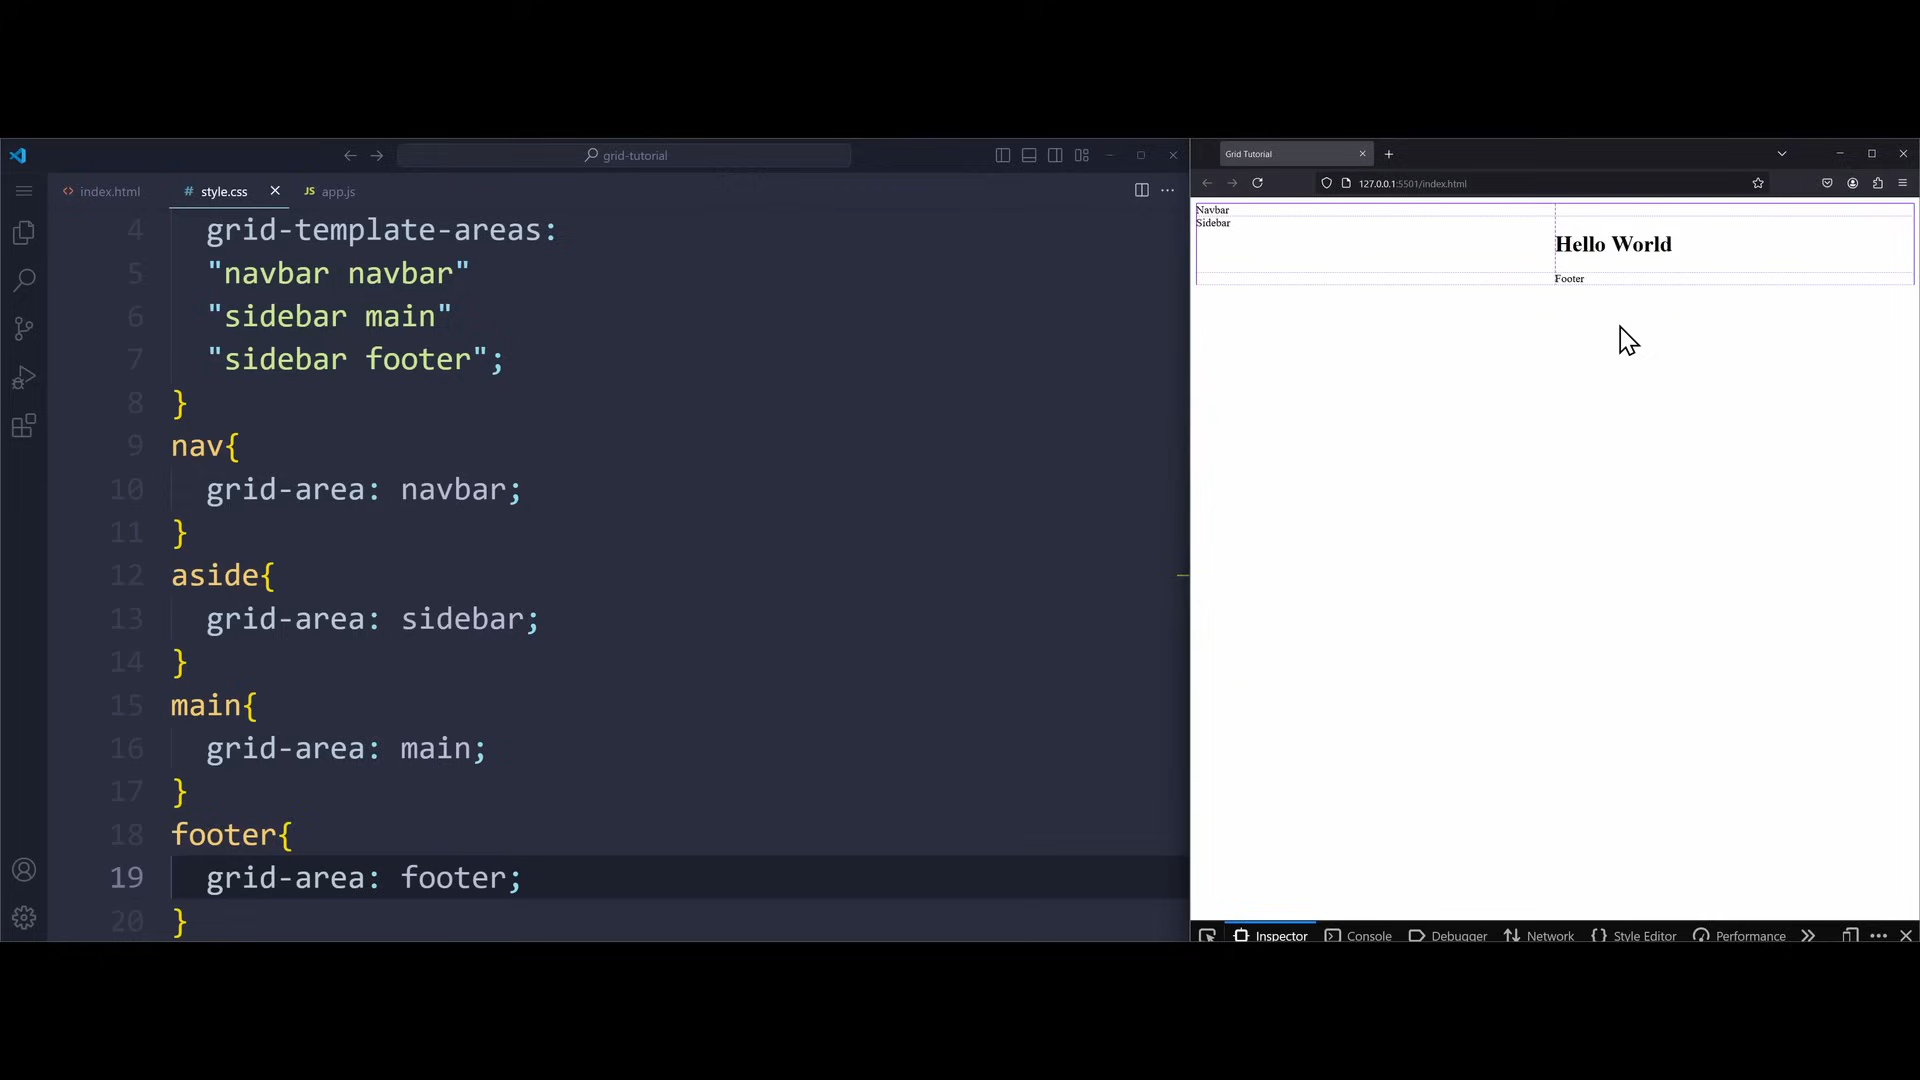 grid-tutorial
index.html
# style.css
JS app.js
4 grid-template-areas:
5 "navbar navbar"
6 "sidebar main"
7 "sidebar footer";
8 }
9 nav{
10 grid-area: navbar;
11 }
12 aside{
13 grid-area: sidebar;
14 }
15 main{
16 grid-area: main;
17 }
18 footer{
19 grid-area: footer;
20 }
Grid Tutorial
127.0.0.1:5501/index.html
Navbar
Sidebar
Hello World
Footer
Inspector Console Debugger Network Style Editor Performance